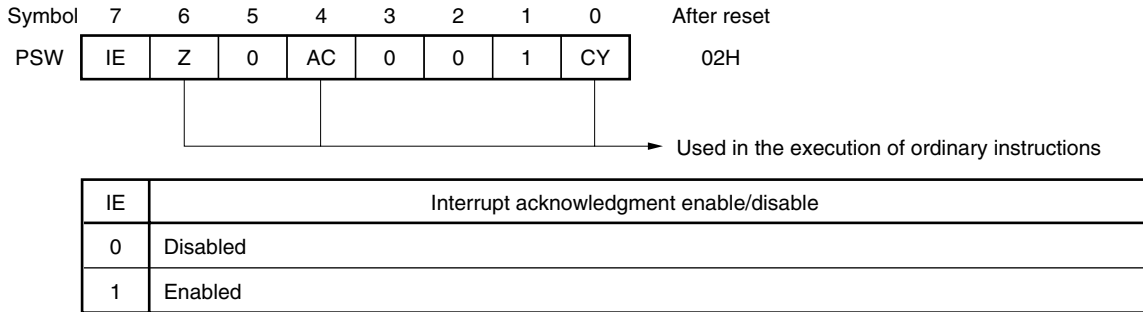 Symbol 7 6 5 4 3 2 1 0 After reset
PSW IE Z 0 AC 0 0 1 CY 02H
Used in the execution of ordinary instructions
IE Interrupt acknowledgment enable/disable
0 Disabled
1 Enabled